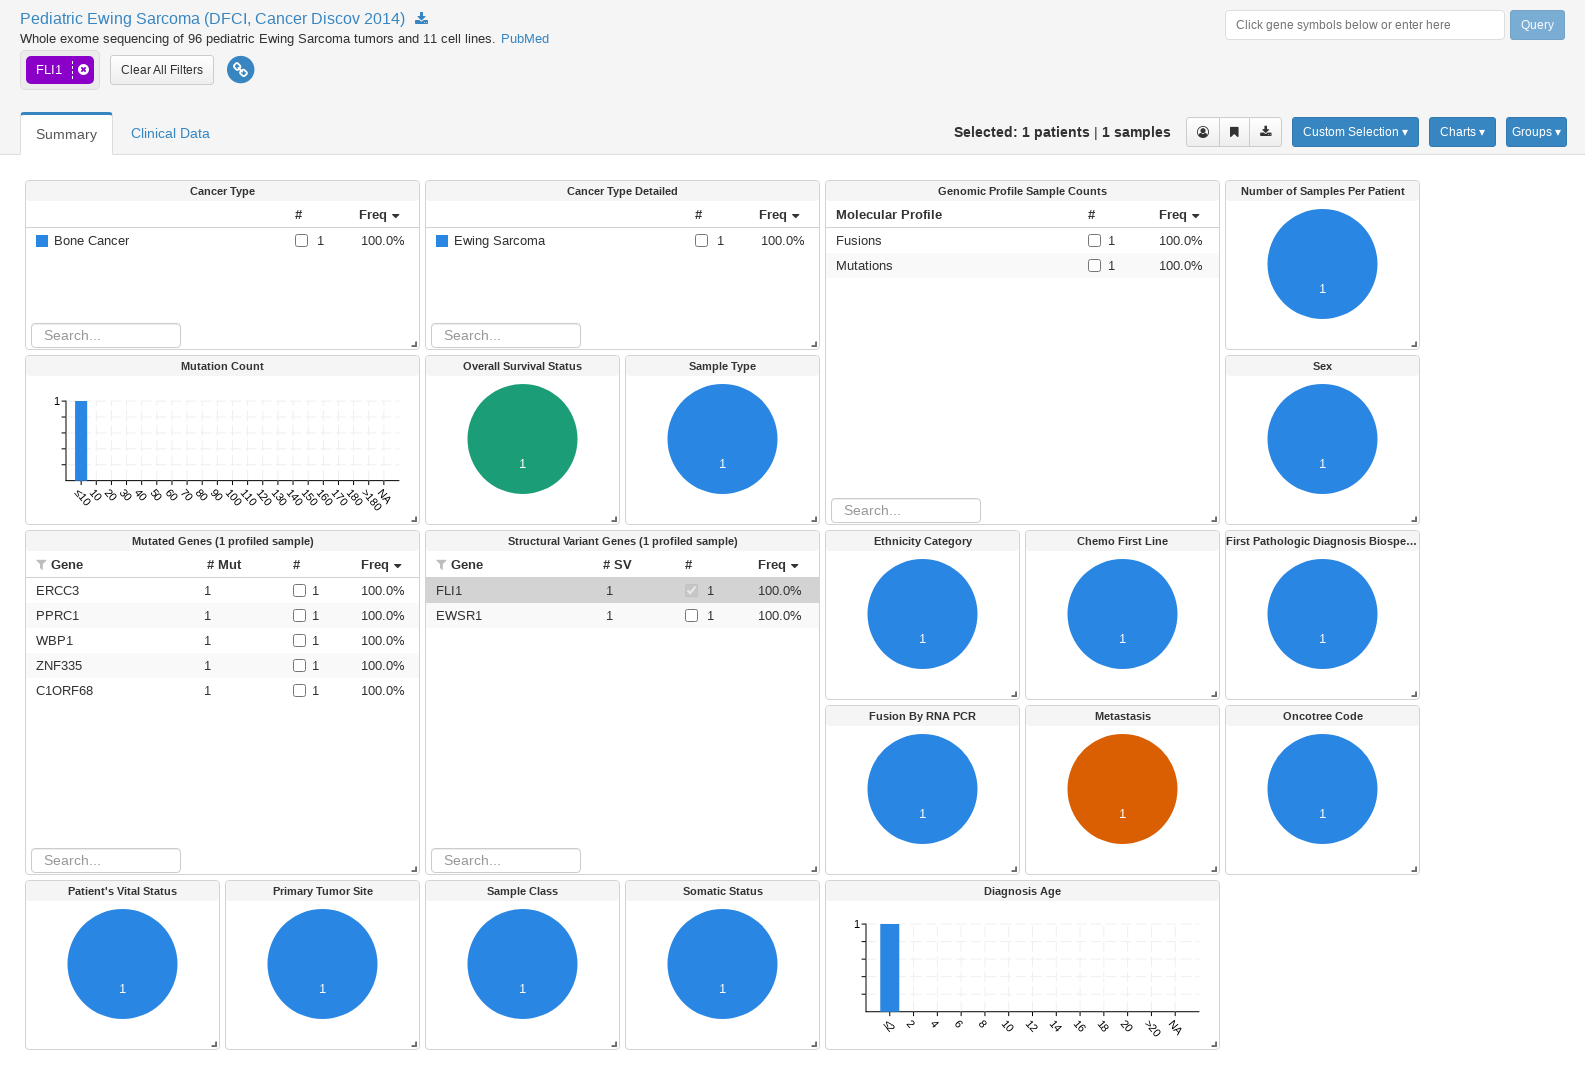 Pediatric Ewing Sarcoma (DFCI, Cancer Discov 2014)
Whole exome sequencing of 96 pediatric Ewing Sarcoma tumors and 11 cell lines. PubMed
Click gene symbols below or enter here
Query
FLI1
Clear All Filters
Summary
Clinical Data
Selected: 1 patients | 1 samples
Custom Selection ▾
Charts ▾
Groups ▾
Cancer Type
# Freq
Bone Cancer 1 100.0%
Search...
Cancer Type Detailed
# Freq
Ewing Sarcoma 1 100.0%
Search...
Genomic Profile Sample Counts
Molecular Profile # Freq
Fusions 1 100.0%
Mutations 1 100.0%
Search...
Number of Samples Per Patient
1
Mutation Count
1
≤10 10 20 30 40 50 60 70 80 90 100 110 120 130 140 150 160 170 180 >180 NA
Overall Survival Status
1
Sample Type
1
Sex
1
Mutated Genes (1 profiled sample)
Gene # Mut # Freq
ERCC3 1 1 100.0%
PPRC1 1 1 100.0%
WBP1 1 1 100.0%
ZNF335 1 1 100.0%
C1ORF68 1 1 100.0%
Search...
Structural Variant Genes (1 profiled sample)
Gene # SV # Freq
FLI1 1 1 100.0%
EWSR1 1 1 100.0%
Search...
Ethnicity Category
1
Chemo First Line
1
First Pathologic Diagnosis Biospe...
1
Fusion By RNA PCR
1
Metastasis
1
Oncotree Code
1
Patient's Vital Status
1
Primary Tumor Site
1
Sample Class
1
Somatic Status
1
Diagnosis Age
1
≤2 2 4 6 8 10 12 14 16 18 20 >20 NA